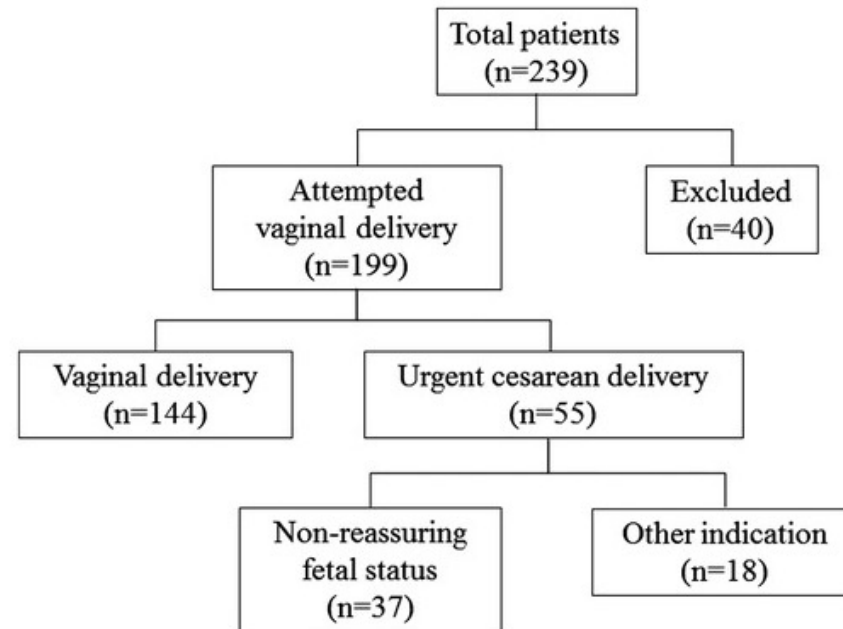 Total patients
(n=239)
Attempted
vaginal delivery
(n=199)
Excluded
(n=40)
Vaginal delivery
(n=144)
Urgent cesarean delivery
(n=55)
Non-reassuring
fetal status
(n=37)
Other indication
(n=18)